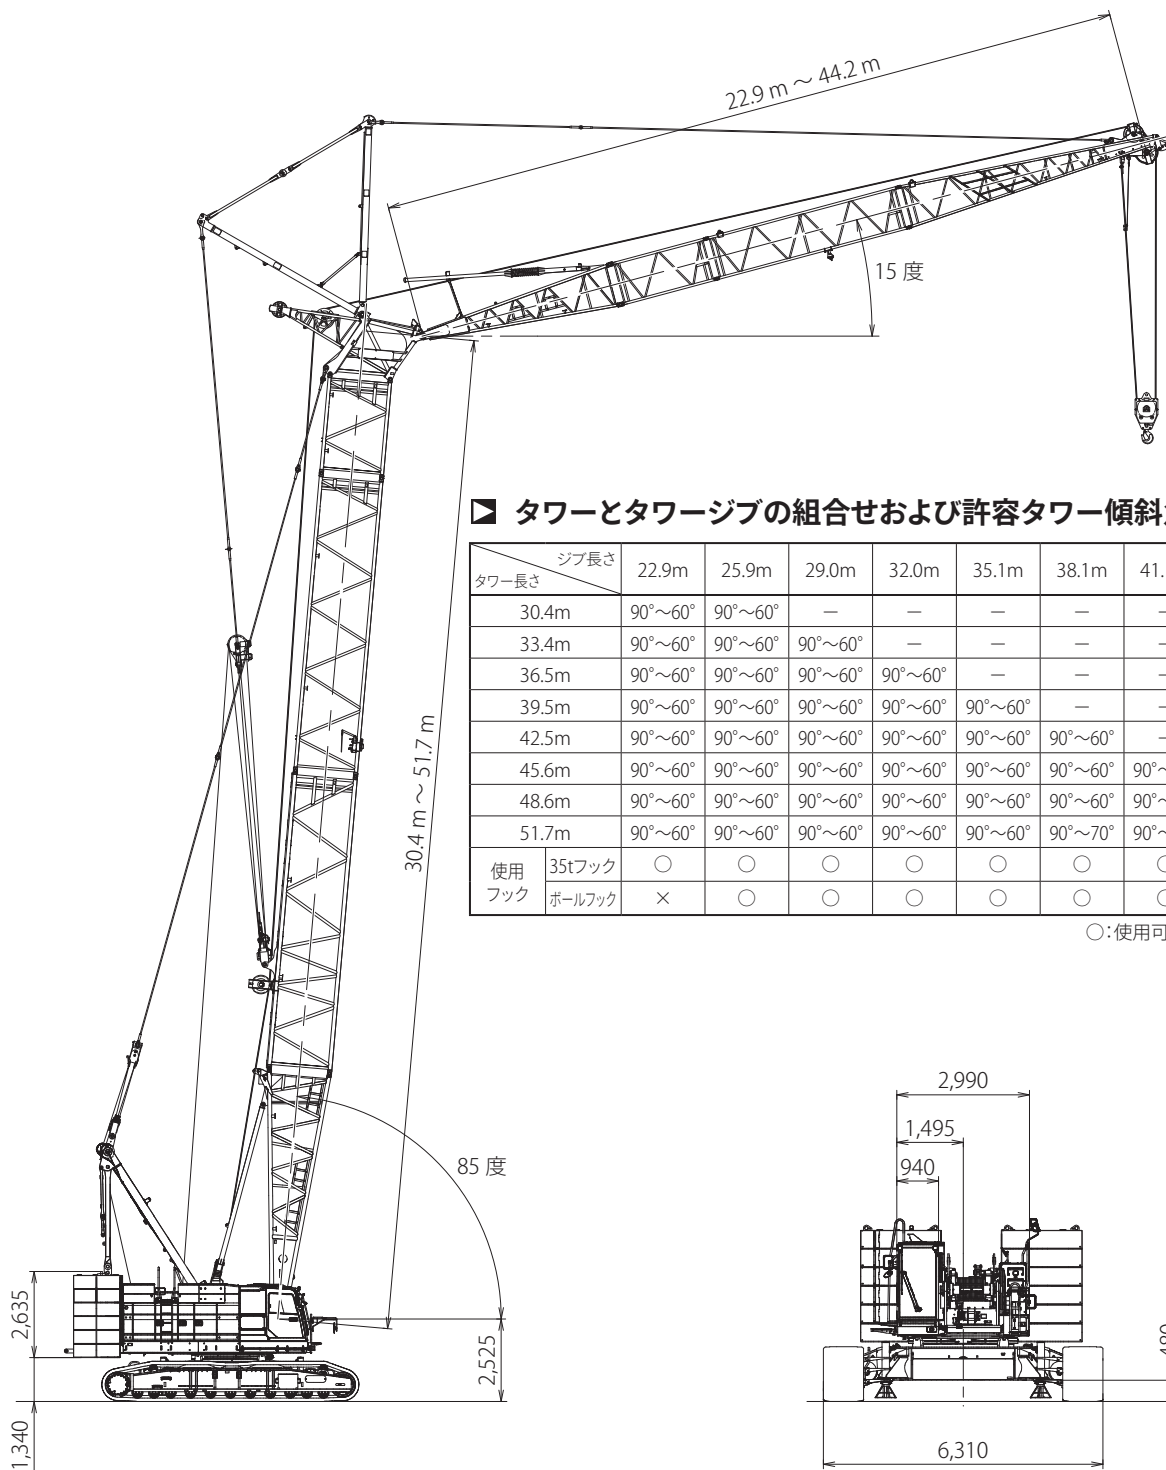 22.9 m ～ 44.2 m
15 度
▶ タワーとタワージブの組合せおよび許容タワー傾斜
ジブ長さ 22.9m 25.9m 29.0m 32.0m 35.1m 38.1m 41.
タワー長さ
30.4m 90°～60° 90°～60° － － － － －
33.4m 90°～60° 90°～60° 90°～60° － － － －
36.5m 90°～60° 90°～60° 90°～60° 90°～60° － － －
39.5m 90°～60° 90°～60° 90°～60° 90°～60° 90°～60° － －
42.5m 90°～60° 90°～60° 90°～60° 90°～60° 90°～60° 90°～60° －
45.6m 90°～60° 90°～60° 90°～60° 90°～60° 90°～60° 90°～60° 90°～
48.6m 90°～60° 90°～60° 90°～60° 90°～60° 90°～60° 90°～60° 90°～
51.7m 90°～60° 90°～60° 90°～60° 90°～60° 90°～60° 90°～70° 90°～
使用フック 35tフック ○ ○ ○ ○ ○ ○ ○
ボールフック × ○ ○ ○ ○ ○ ○
○：使用可
30.4 m ～ 51.7 m
85 度
2,635
2,525
1,340
2,990
1,495
940
480
6,310